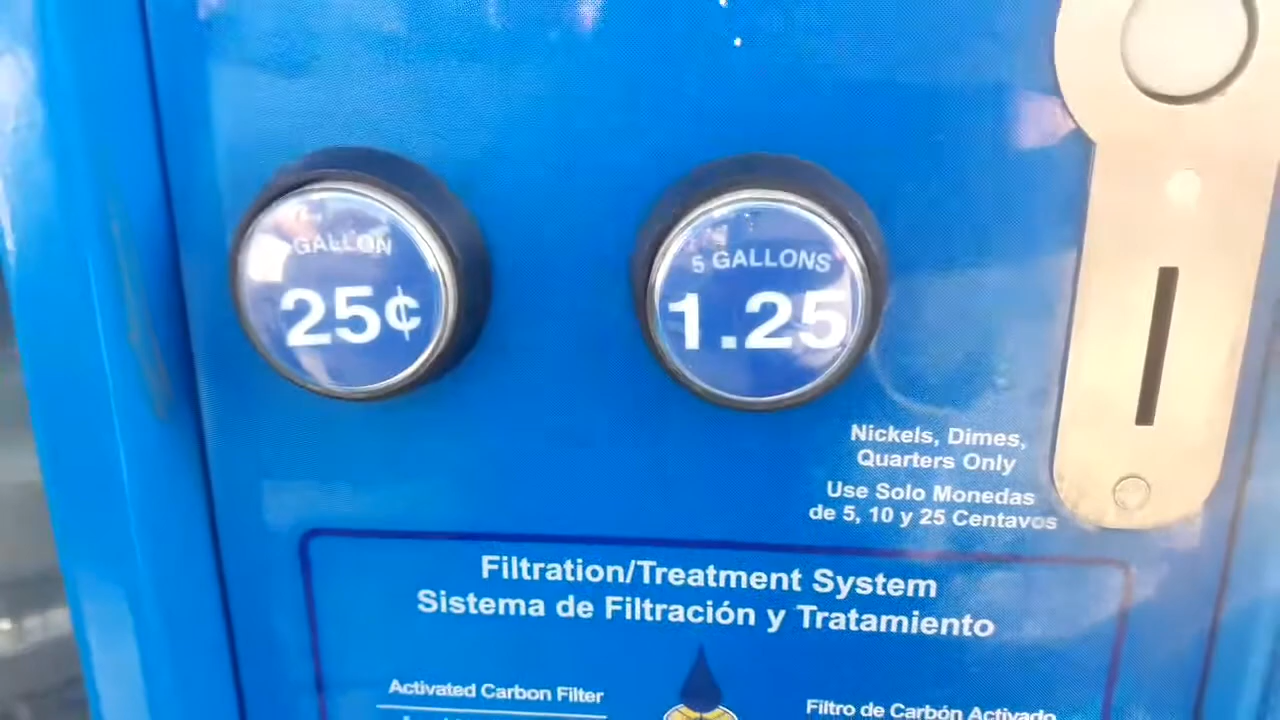 GALLON
25¢
5 GALLONS
1.25
Nickels, Dimes,
Quarters Only
Use Solo Monedas
de 5, 10 y 25 Centavos
Filtration/Treatment System
Sistema de Filtración y Tratamiento
Activated Carbon Filter
Filtro de Carbón Activado